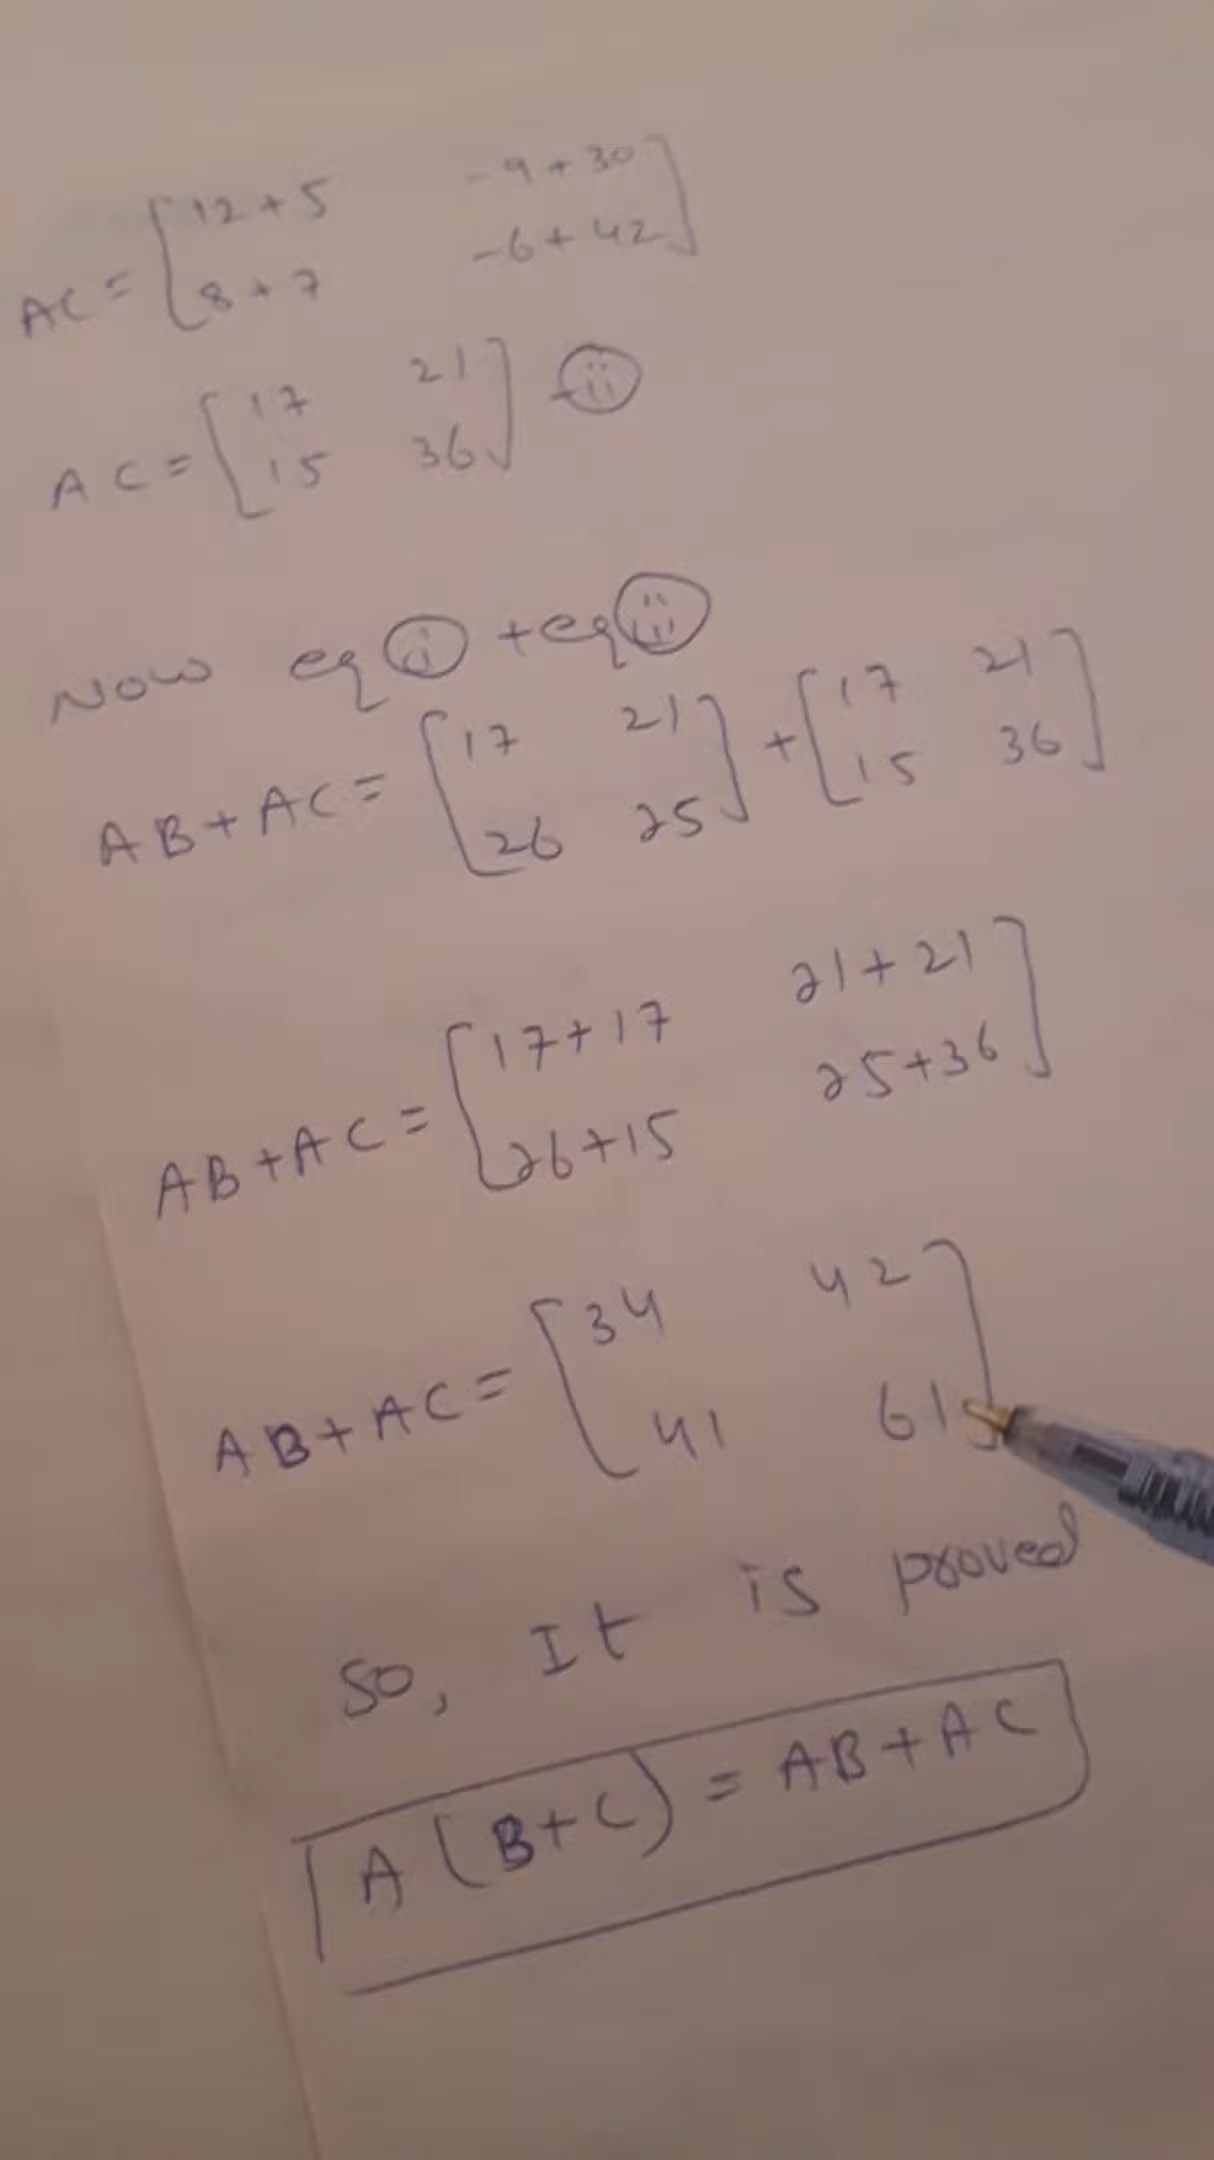 AC = [12+5 -9+30
8+7 -6+42]
AC = [17 21
15 36] - ii
Now eq i + eq iii
AB+AC = [17 21
26 25] + [17 21
15 36]
AB+AC = [17+17 21+21
26+15 25+36]
AB+AC = [34 42
41 61]
So, It is proved
A(B+C) = AB+AC